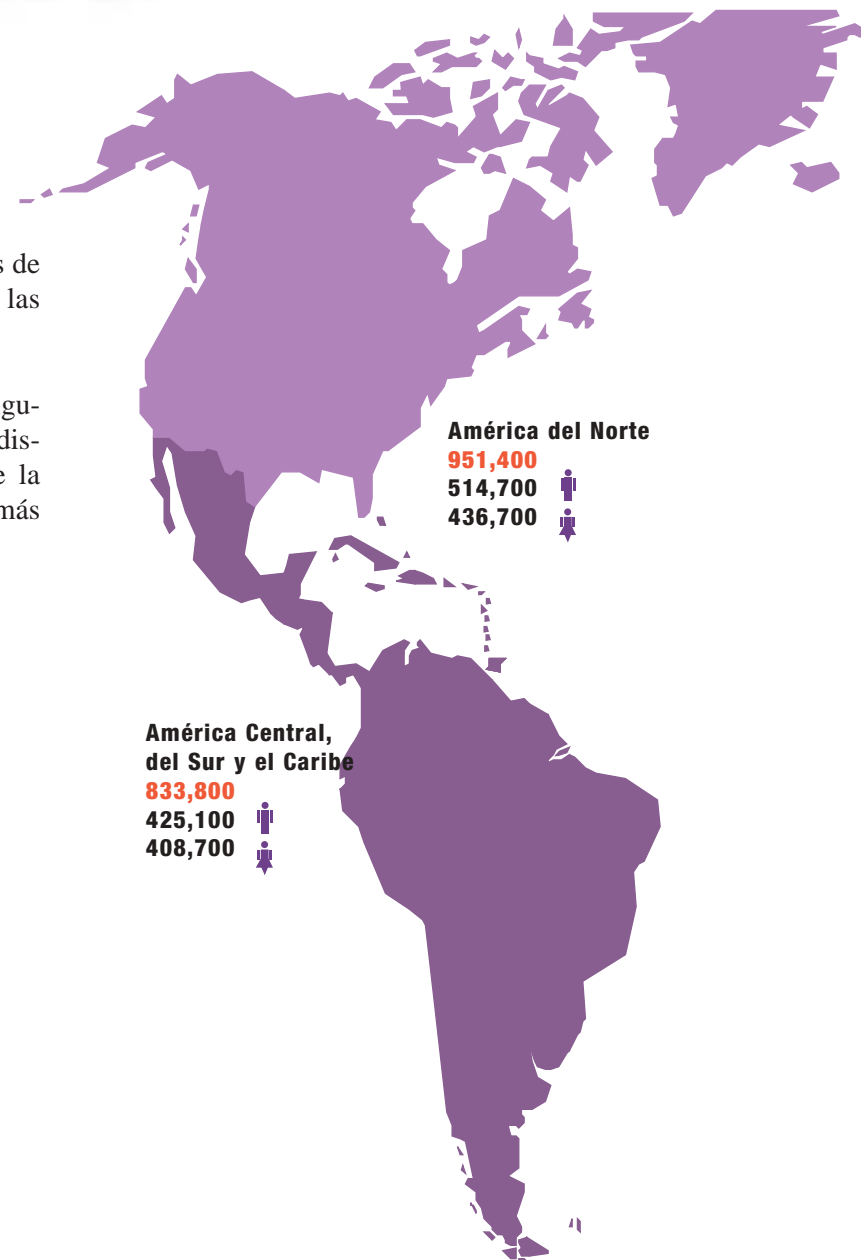 s de
las
gu-
dis-
e la
más
América del Norte
951,400
514,700
436,700
América Central,
del Sur y el Caribe
833,800
425,100
408,700